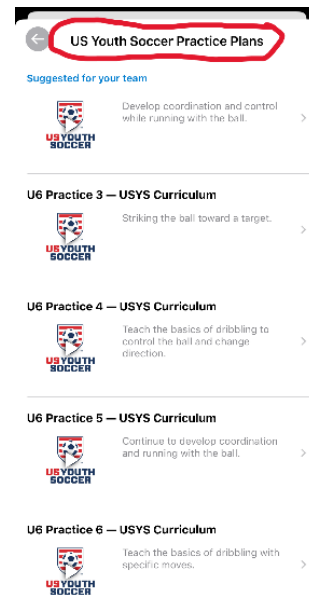 US Youth Soccer Practice Plans
Suggested for your team
Develop coordination and control
while running with the ball.
US YOUTH
SOCCER
U6 Practice 3 — USYS Curriculum
Striking the ball toward a target.
US YOUTH
SOCCER
U6 Practice 4 — USYS Curriculum
Teach the basics of dribbling to
control the ball and change
direction.
US YOUTH
SOCCER
U6 Practice 5 — USYS Curriculum
Continue to develop coordination
and running with the ball.
US YOUTH
SOCCER
U6 Practice 6 — USYS Curriculum
Teach the basics of dribbling with
specific moves.
US YOUTH
SOCCER